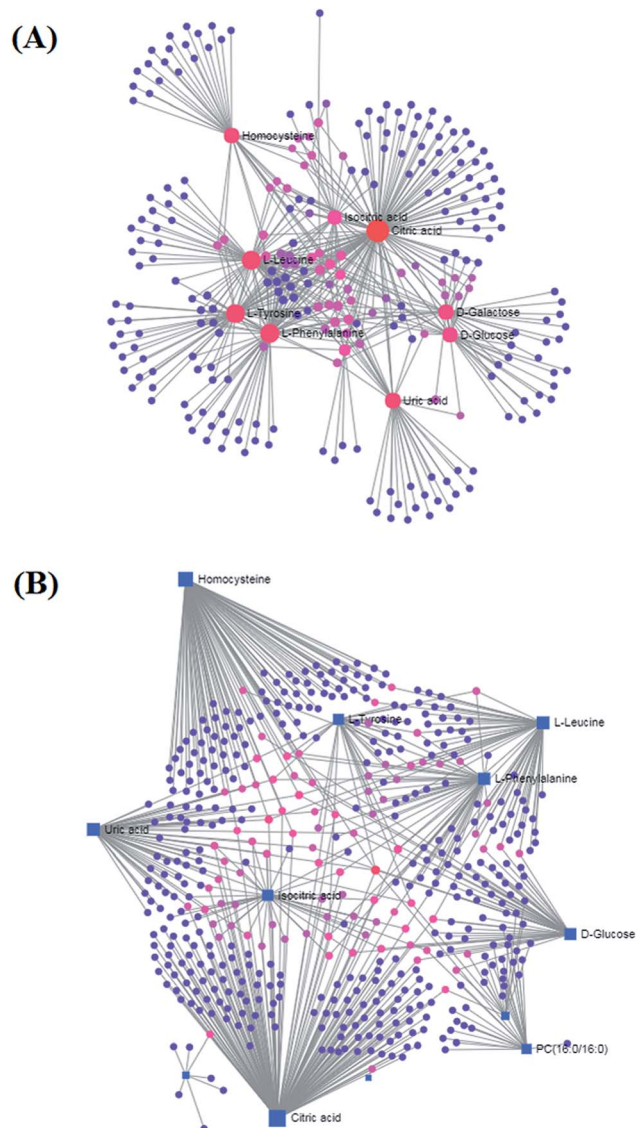 (A)
Homocysteine
Isocitric acid
Citric acid
L-Leucine
L-Tyrosine
D-Galactose
L-Phenylalanine
D-Glucose
Uric acid
(B)
Homocysteine
L-Tyrosine
L-Leucine
L-Phenylalanine
Uric acid
Isocitric acid
D-Glucose
PC(16:0/16:0)
Citric acid